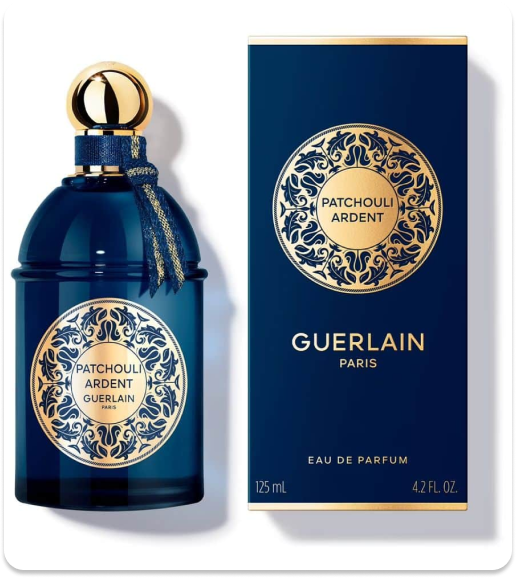 PATCHOULI
ARDENT
GUERLAIN
PARIS
PATCHOULI
ARDENT
GUERLAIN
PARIS
EAU DE PARFUM
125 mL 4.2 FL. OZ.